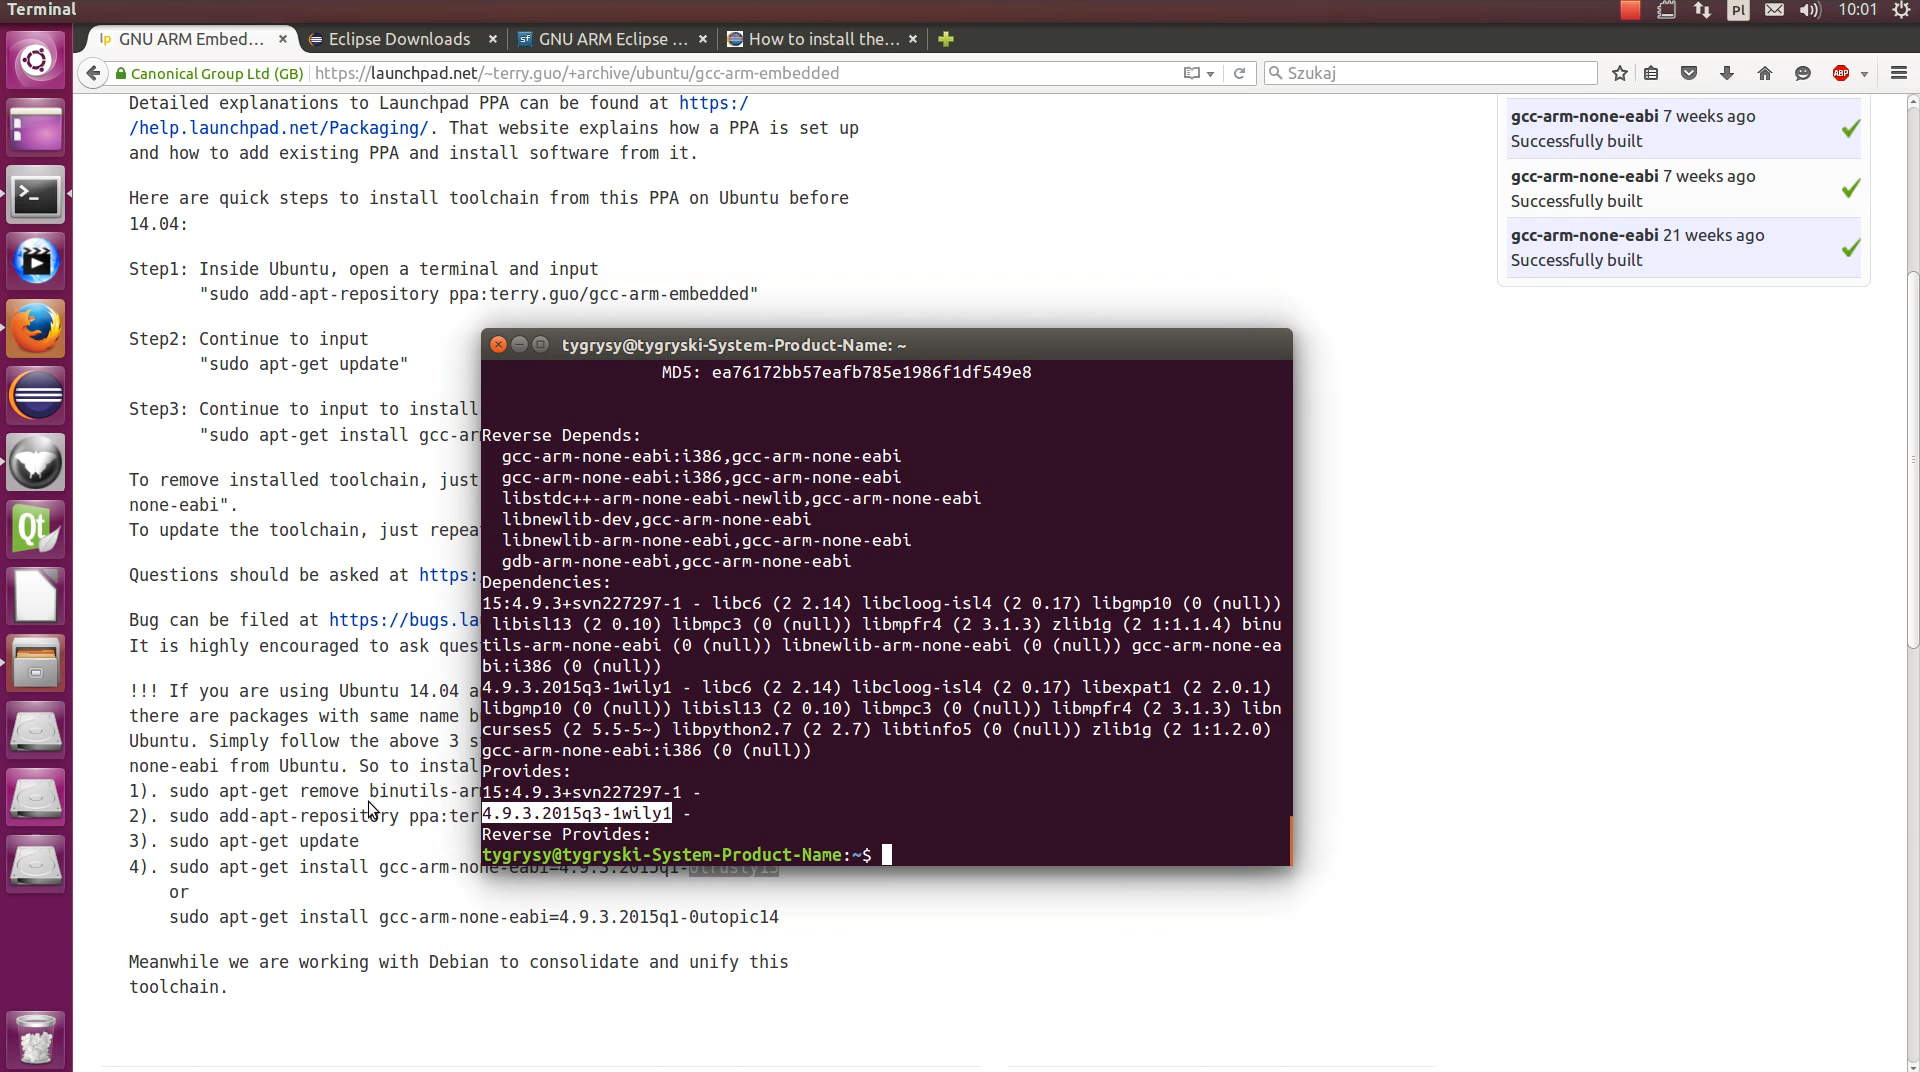 Terminal
Pl
10:01
GNU ARM Embed... ×
Eclipse Downloads ×
GNU ARM Eclipse ... ×
How to install the... ×
Canonical Group Ltd (GB)
https://launchpad.net/~terry.guo/+archive/ubuntu/gcc-arm-embedded
Szukaj
ABP
Detailed explanations to Launchpad PPA can be found at https:/
/help.launchpad.net/Packaging/. That website explains how a PPA is set up
and how to add existing PPA and install software from it.
Here are quick steps to install toolchain from this PPA on Ubuntu before
14.04:
Step1: Inside Ubuntu, open a terminal and input
"sudo add-apt-repository ppa:terry.guo/gcc-arm-embedded"
Step2: Continue to input
"sudo apt-get update"
Step3: Continue to input to install
"sudo apt-get install gcc-ar
To remove installed toolchain, just
none-eabi".
To update the toolchain, just repea
Questions should be asked at https:
Bug can be filed at https://bugs.la
It is highly encouraged to ask ques
!!! If you are using Ubuntu 14.04 a
there are packages with same name b
Ubuntu. Simply follow the above 3 s
none-eabi from Ubuntu. So to instal
1). sudo apt-get remove binutils-ar
2). sudo add-apt-repository ppa:ter
3). sudo apt-get update
4). sudo apt-get install gcc-arm-none-eabi=4.9.3.2015q1-0trusty13
or
sudo apt-get install gcc-arm-none-eabi=4.9.3.2015q1-0utopic14
Meanwhile we are working with Debian to consolidate and unify this
toolchain.
gcc-arm-none-eabi 7 weeks ago
Successfully built
gcc-arm-none-eabi 7 weeks ago
Successfully built
gcc-arm-none-eabi 21 weeks ago
Successfully built
tygrysy@tygryski-System-Product-Name: ~
MD5: ea76172bb57eafb785e1986f1df549e8
Reverse Depends:
gcc-arm-none-eabi:i386,gcc-arm-none-eabi
gcc-arm-none-eabi:i386,gcc-arm-none-eabi
libstdc++-arm-none-eabi-newlib,gcc-arm-none-eabi
libnewlib-dev,gcc-arm-none-eabi
libnewlib-arm-none-eabi,gcc-arm-none-eabi
gdb-arm-none-eabi,gcc-arm-none-eabi
Dependencies:
15:4.9.3+svn227297-1 - libc6 (2 2.14) libcloog-isl4 (2 0.17) libgmp10 (0 (null))
libisl13 (2 0.10) libmpc3 (0 (null)) libmpfr4 (2 3.1.3) zlib1g (2 1:1.1.4) binu
tils-arm-none-eabi (0 (null)) libnewlib-arm-none-eabi (0 (null)) gcc-arm-none-ea
bi:i386 (0 (null))
4.9.3.2015q3-1wily1 - libc6 (2 2.14) libcloog-isl4 (2 0.17) libexpat1 (2 2.0.1)
libgmp10 (0 (null)) libisl13 (2 0.10) libmpc3 (0 (null)) libmpfr4 (2 3.1.3) libn
curses5 (2 5.5-5~) libpython2.7 (2 2.7) libtinfo5 (0 (null)) zlib1g (2 1:1.2.0)
gcc-arm-none-eabi:i386 (0 (null))
Provides:
15:4.9.3+svn227297-1 -
4.9.3.2015q3-1wily1 -
Reverse Provides:
tygrysy@tygryski-System-Product-Name:~$